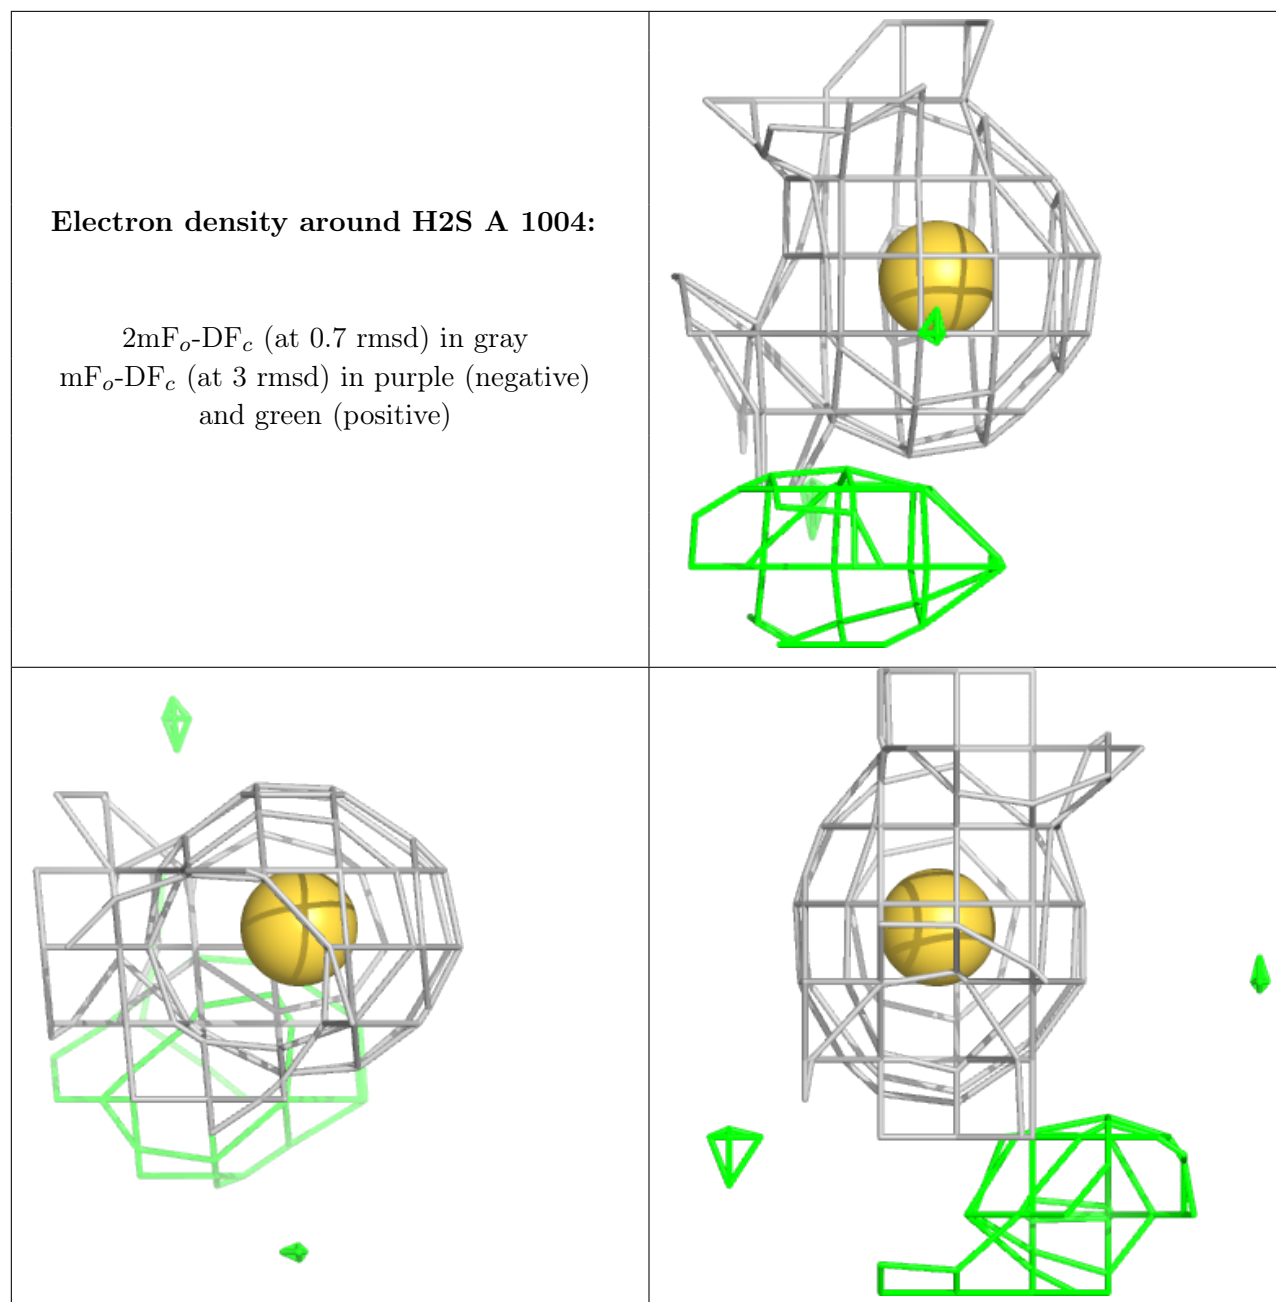 Electron density around H2S A 1004:
2mFo-DFc (at 0.7 rmsd) in gray
mFo-DFc (at 3 rmsd) in purple (negative)
and green (positive)